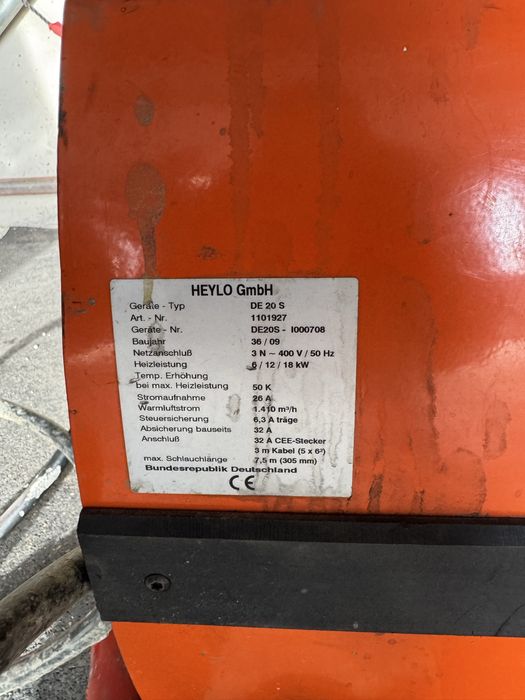 HEYLO GmbH
Geräte - Typ DE 20 S
Art. - Nr. 1101927
Geräte - Nr. DE20S - I000708
Baujahr 36 / 09
Netzanschluß 3 N ~ 400 V / 50 Hz
Heizleistung 6 / 12 / 18 kW
Temp. Erhöhung
bei max. Heizleistung 50 K
Stromaufnahme 26 A
Warmluftstrom 1.410 m³/h
Steuersicherung 6,3 A träge
Absicherung bauseits 32 A
Anschluß 32 A CEE-Stecker
3 m Kabel (5 x 6²)
max. Schlauchlänge 7,5 m (305 mm)
Bundesrepublik Deutschland
CE